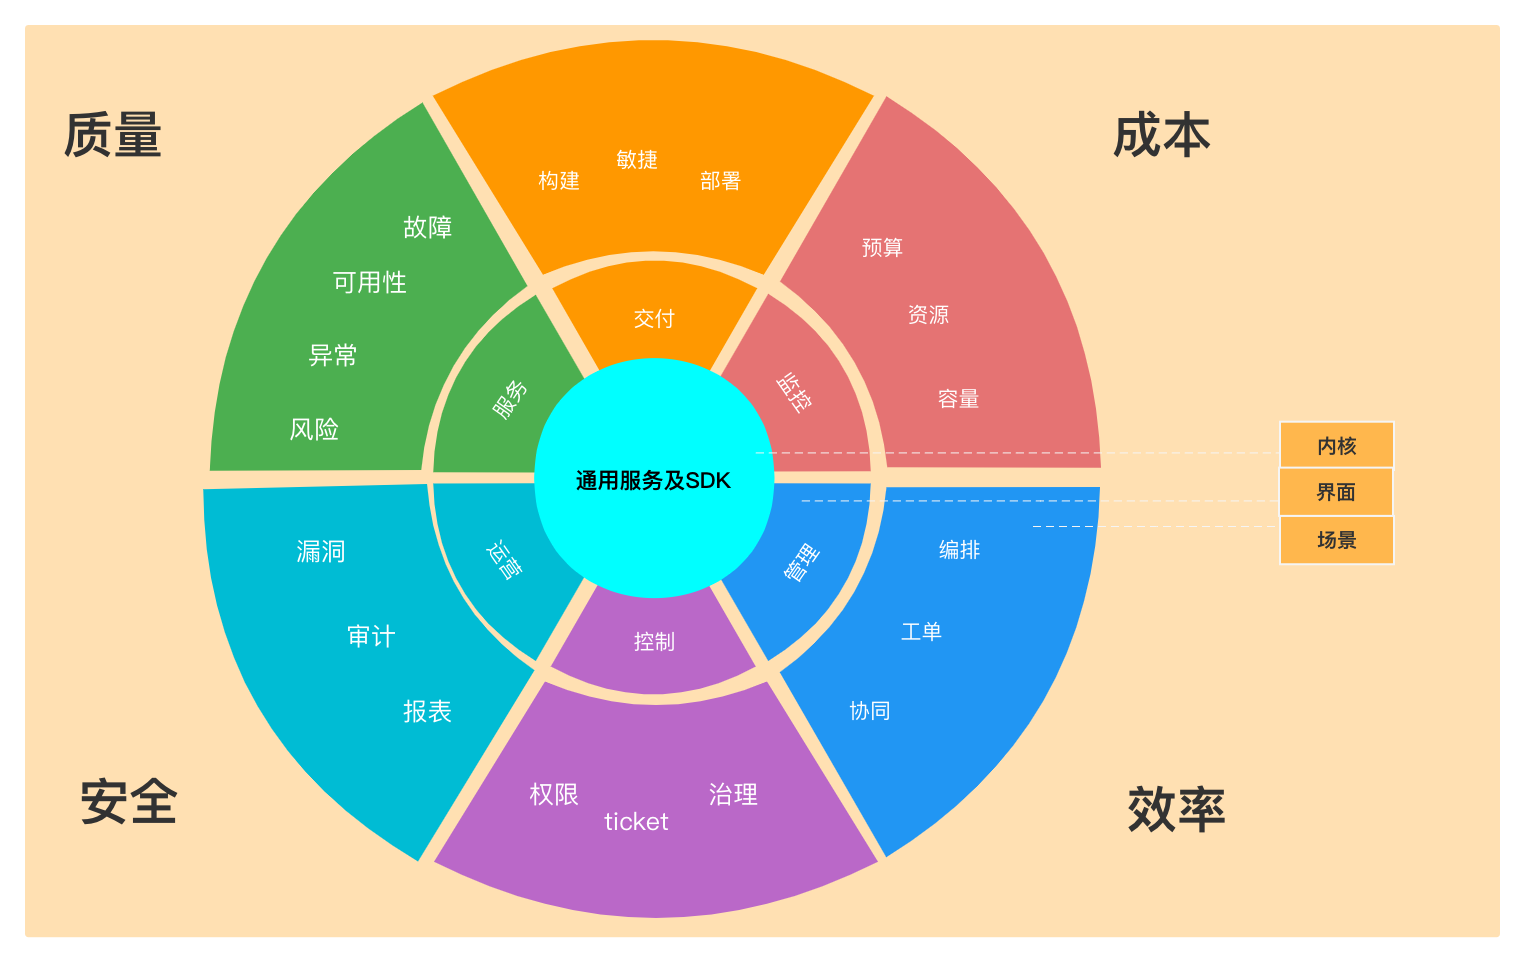 质量
成本
敏捷
构建
部署
故障
预算
可用性
资源
交付
异常
监控
服务
容量
风险
内核
通用服务及SDK
界面
场景
漏洞
运营
管理
编排
审计
控制
工单
报表
协同
权限
治理
ticket
安全
效率